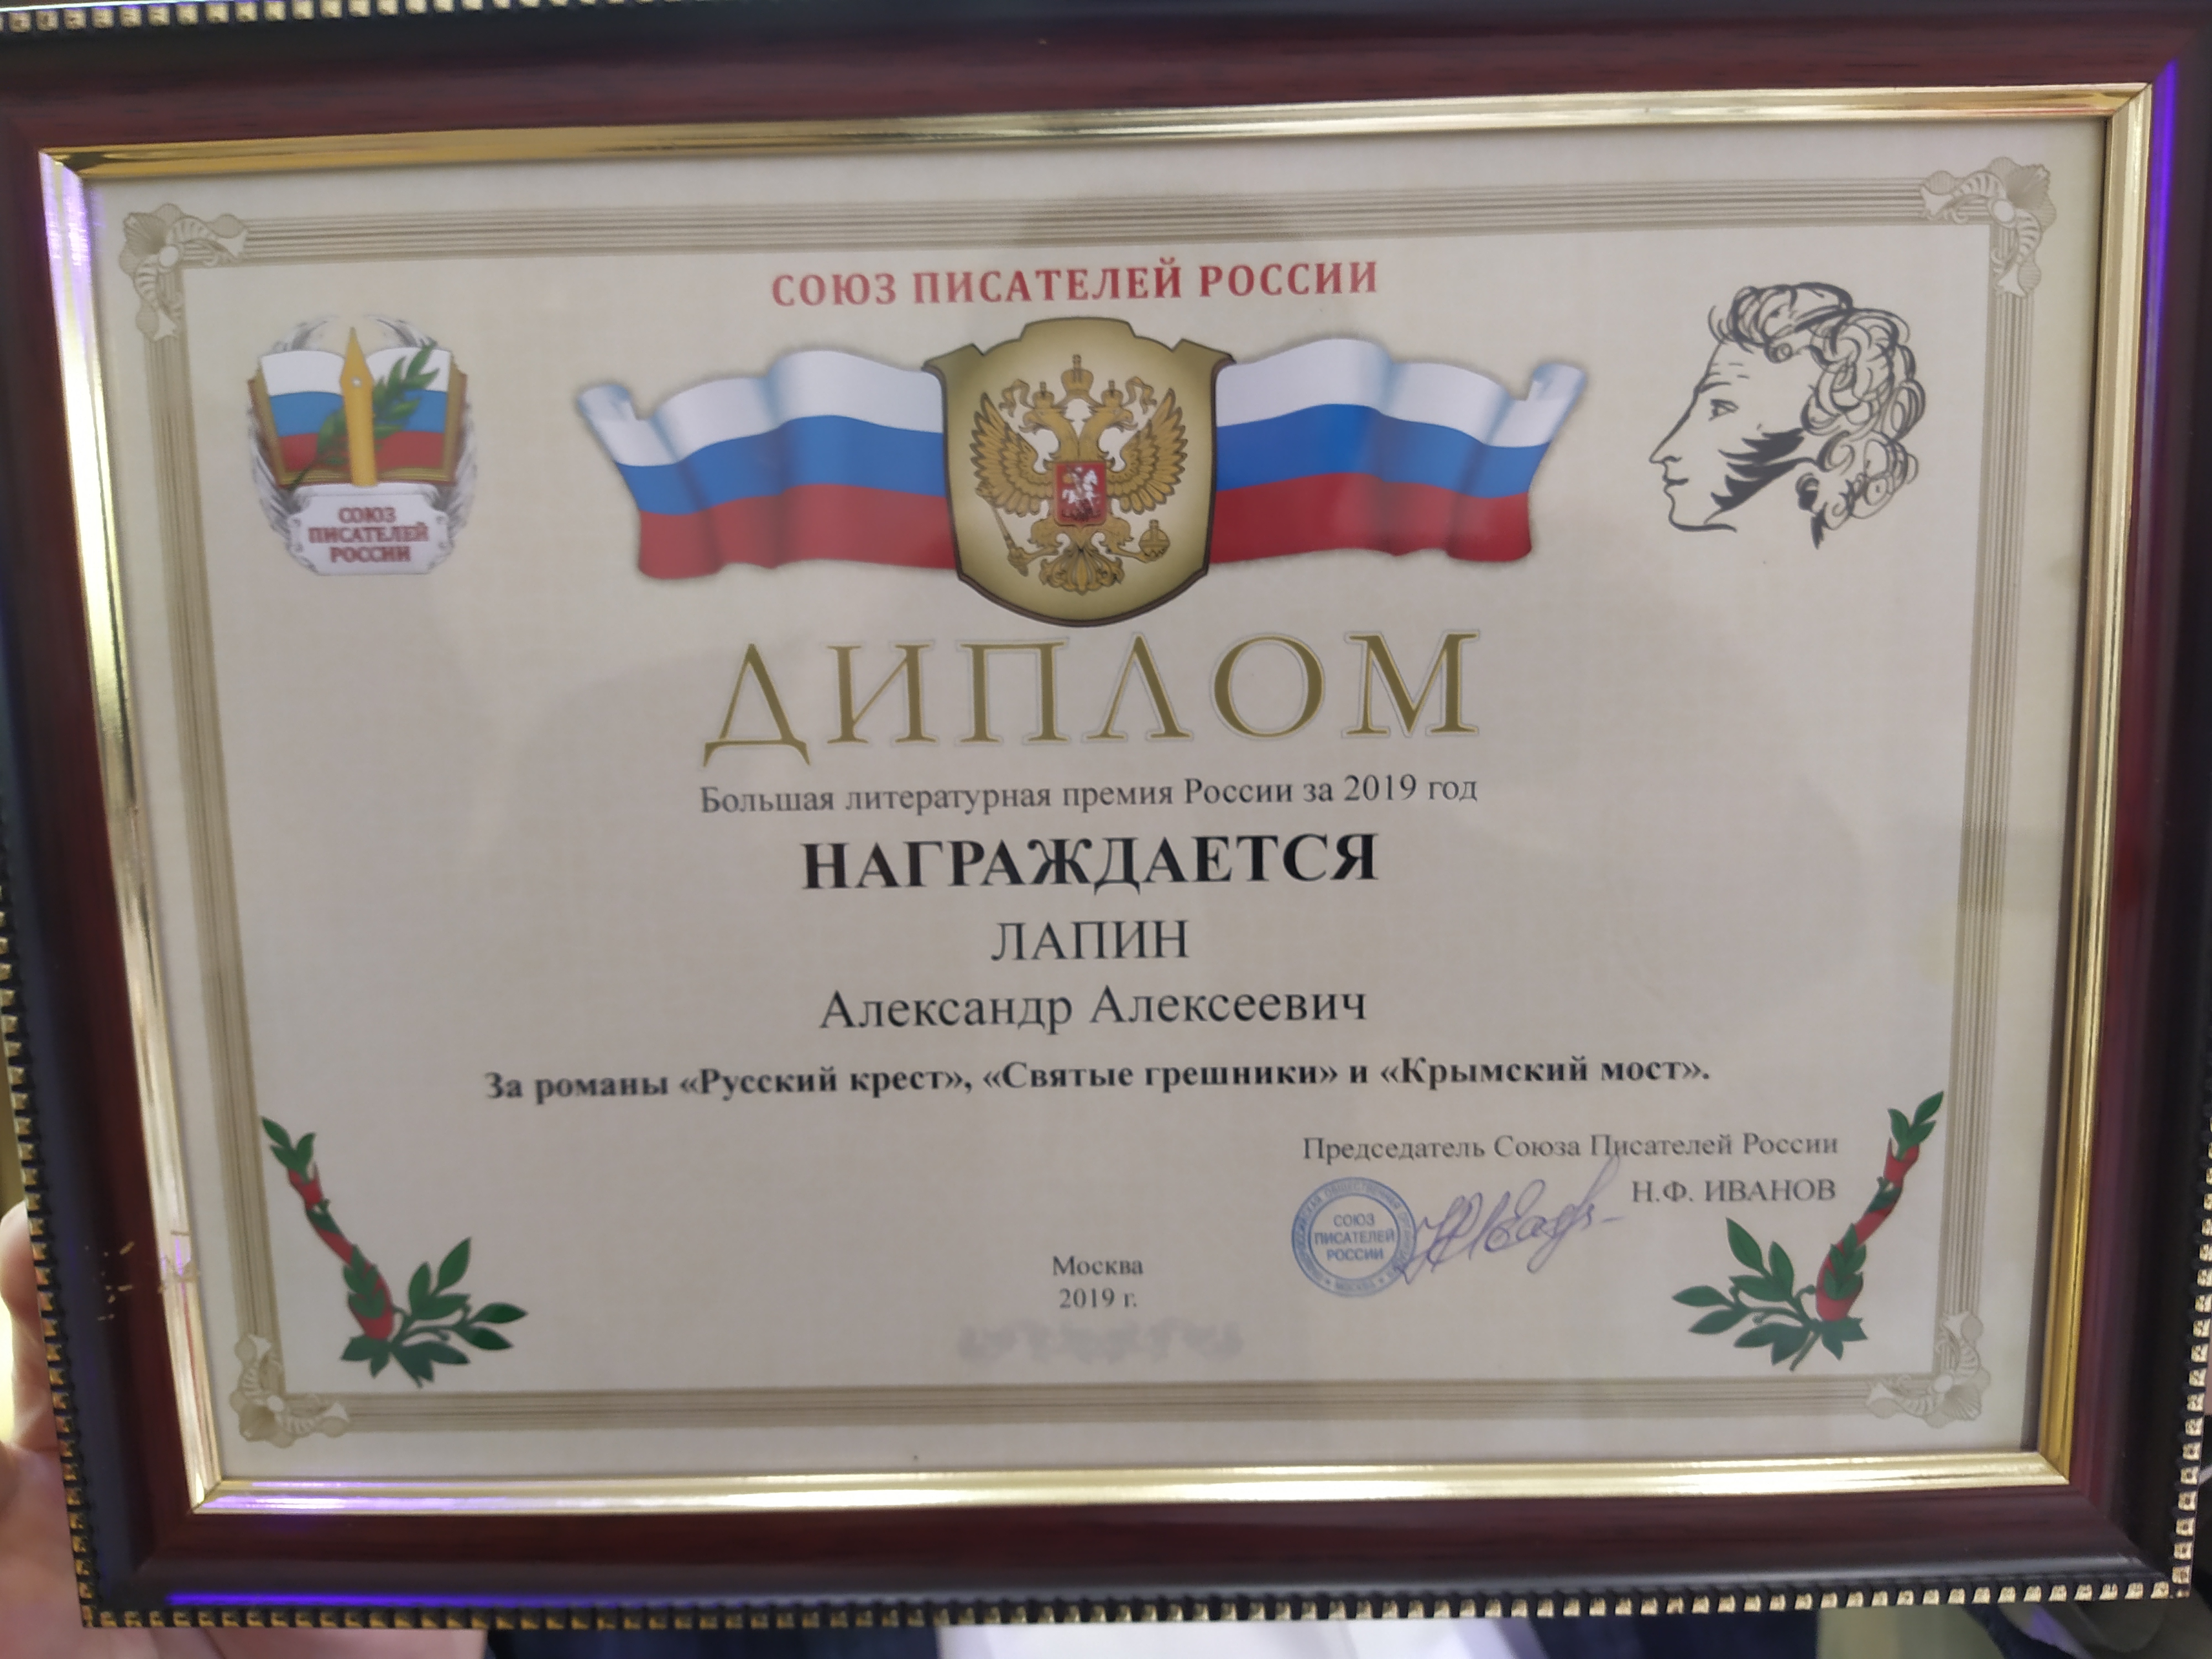 СОЮЗ ПИСАТЕЛЕЙ РОССИИ
СОЮЗ
ПИСАТЕЛЕЙ
РОССИИ
ДИПЛОМ
Большая литературная премия России за 2019 год
НАГРАЖДАЕТСЯ
ЛАПИН
Александр Алексеевич
За романы «Русский крест», «Святые грешники» и «Крымский мост».
Председатель Союза Писателей России
Н.Ф. ИВАНОВ
СОЮЗ
ПИСАТЕЛЕЙ
РОССИИ
Москва
2019 г.